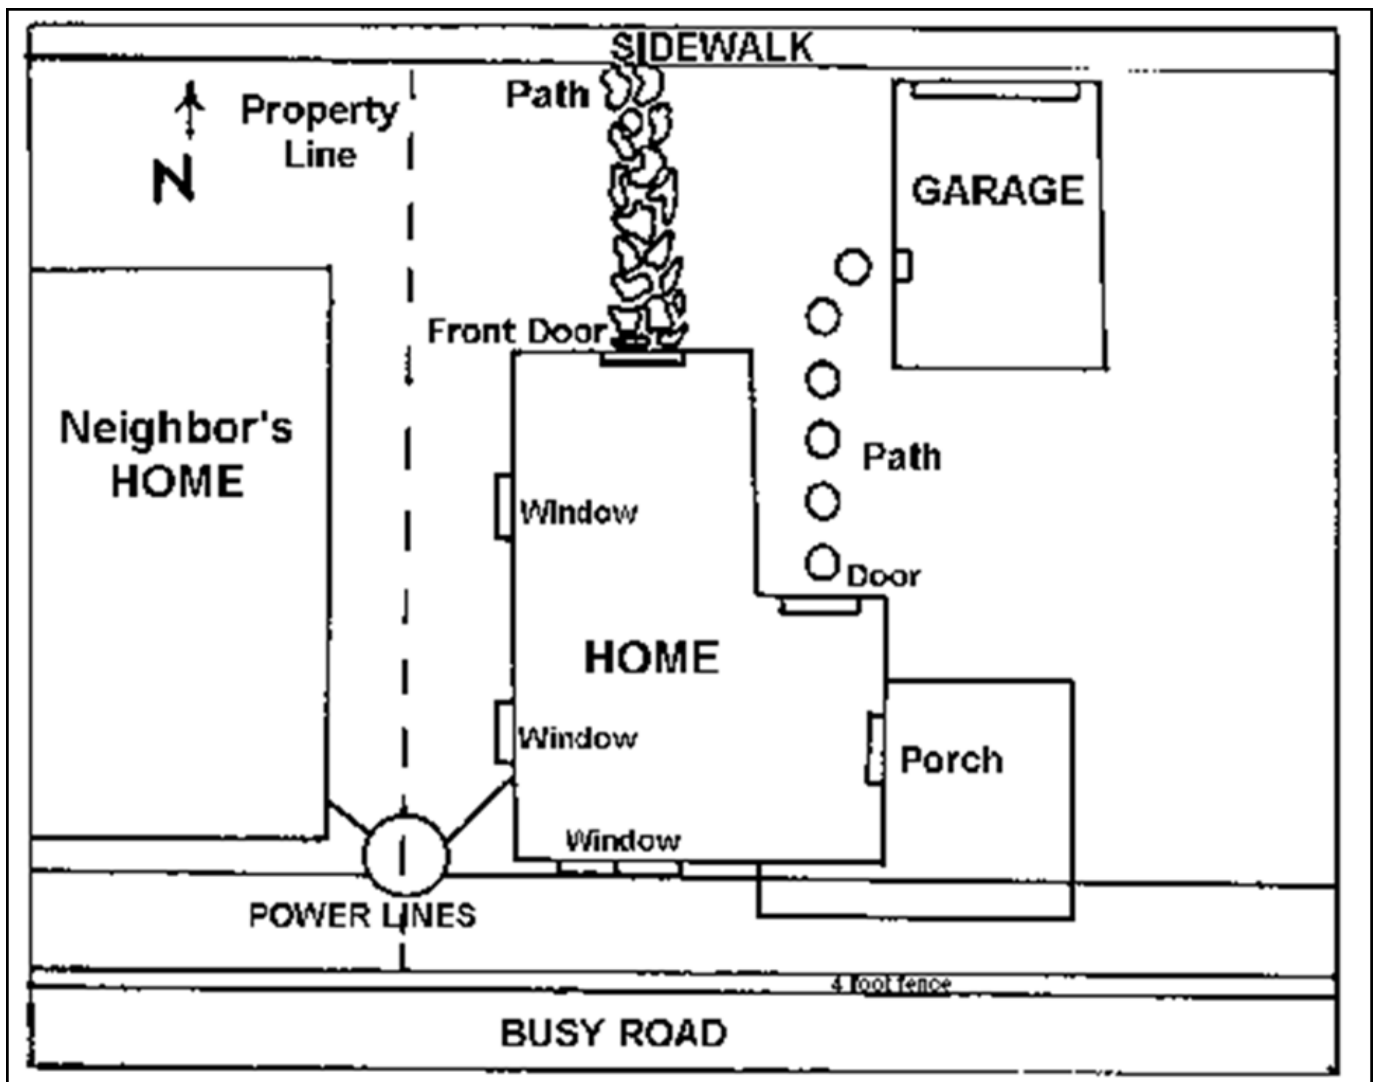 SIDEWALK
Path
Property
Line
N
GARAGE
Front Door
Neighbor's
HOME
Path
Window
Door
HOME
Window
Porch
Window
POWER LINES
4 foot fence
BUSY ROAD